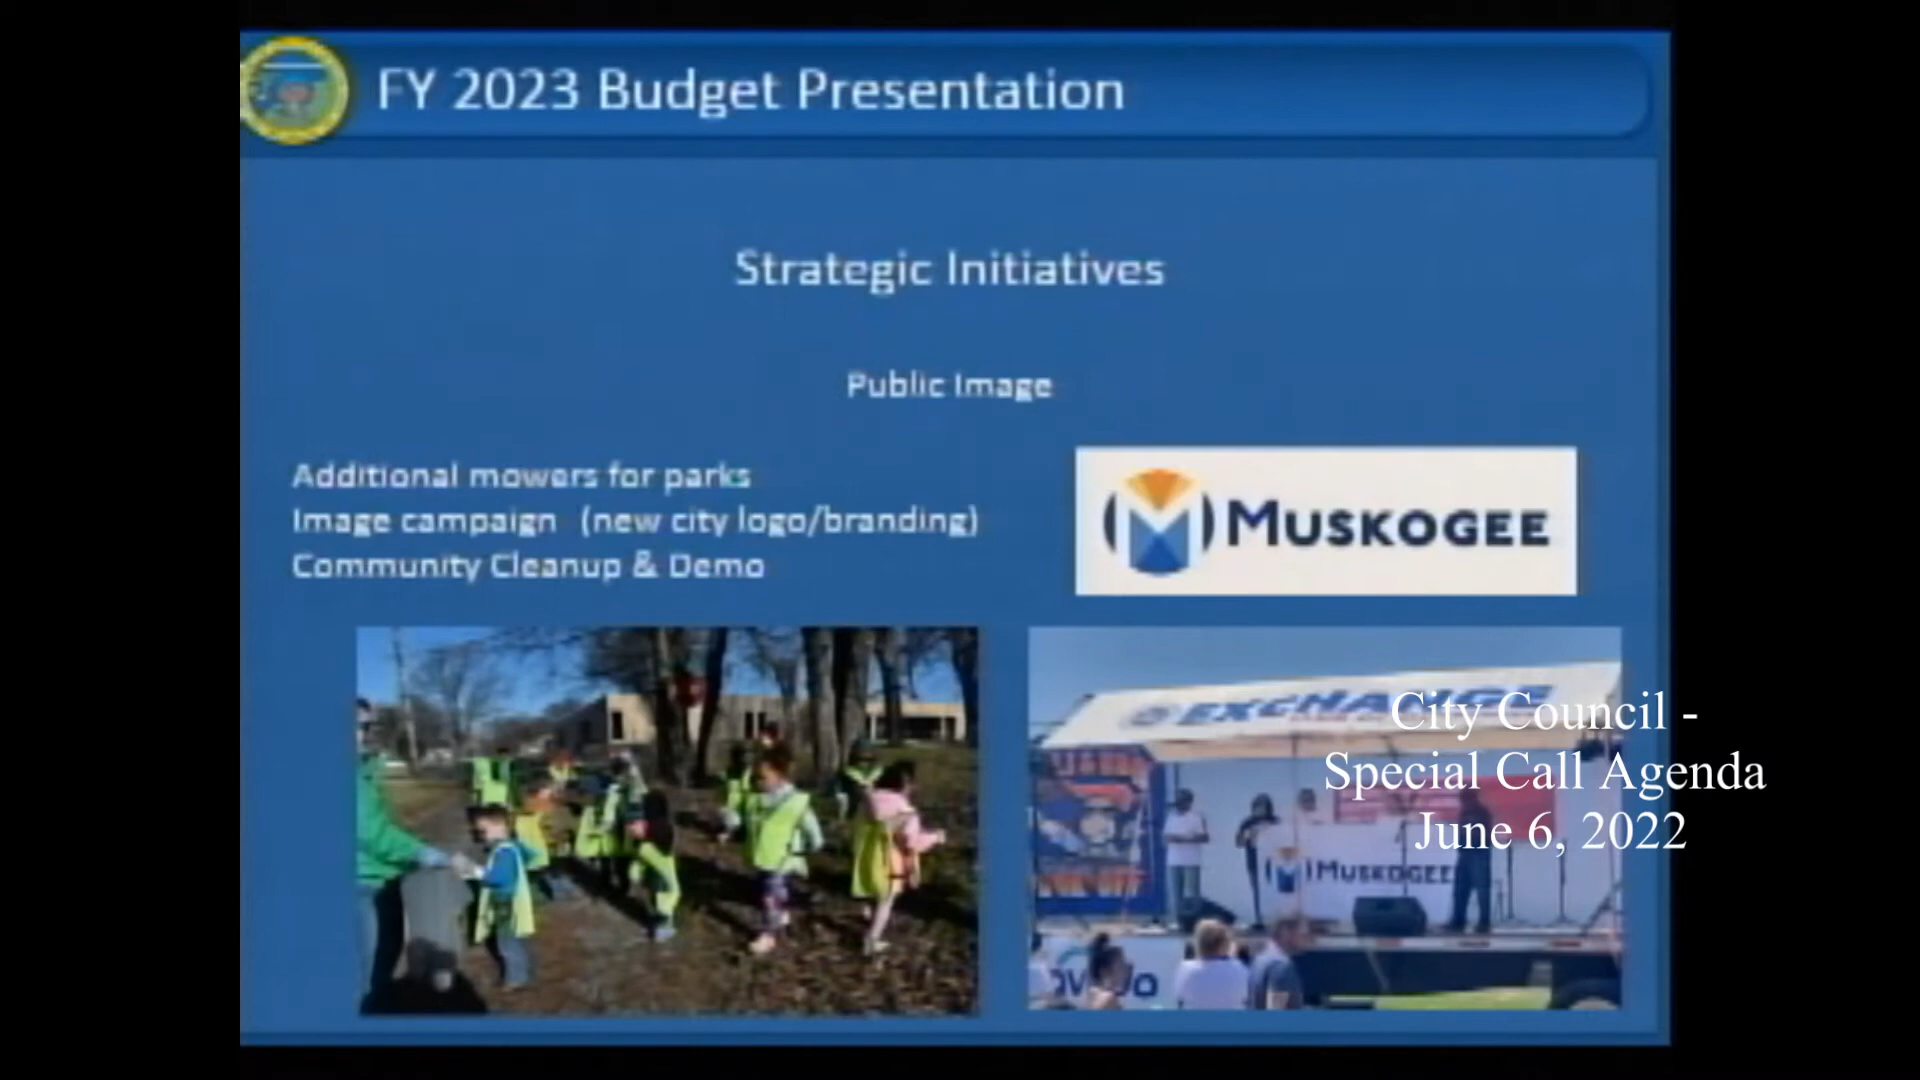 FY 2023 Budget Presentation
Strategic Initiatives
Public Image
Additional mowers for parks
Image campaign (new city logo/branding)
Community Cleanup & Demo
MUSKOGEE
EXCHANGE
MUSKOGEE
City Council -
Special Call Agenda
June 6, 2022